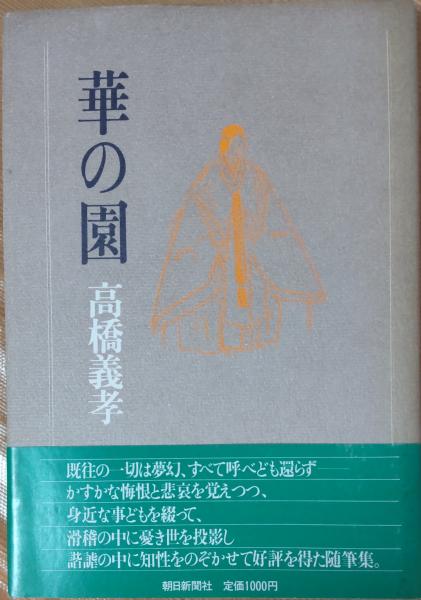 華の園
高橋義孝
既往の一切は夢幻、すべて呼べども還らず──
かすかな悔恨と悲哀を覚えつつ、
身近な事どもを綴って、
滑稽の中に憂き世を投影し
諧謔の中に知性をのぞかせて好評を得た随筆集。
朝日新聞社 定価1000円